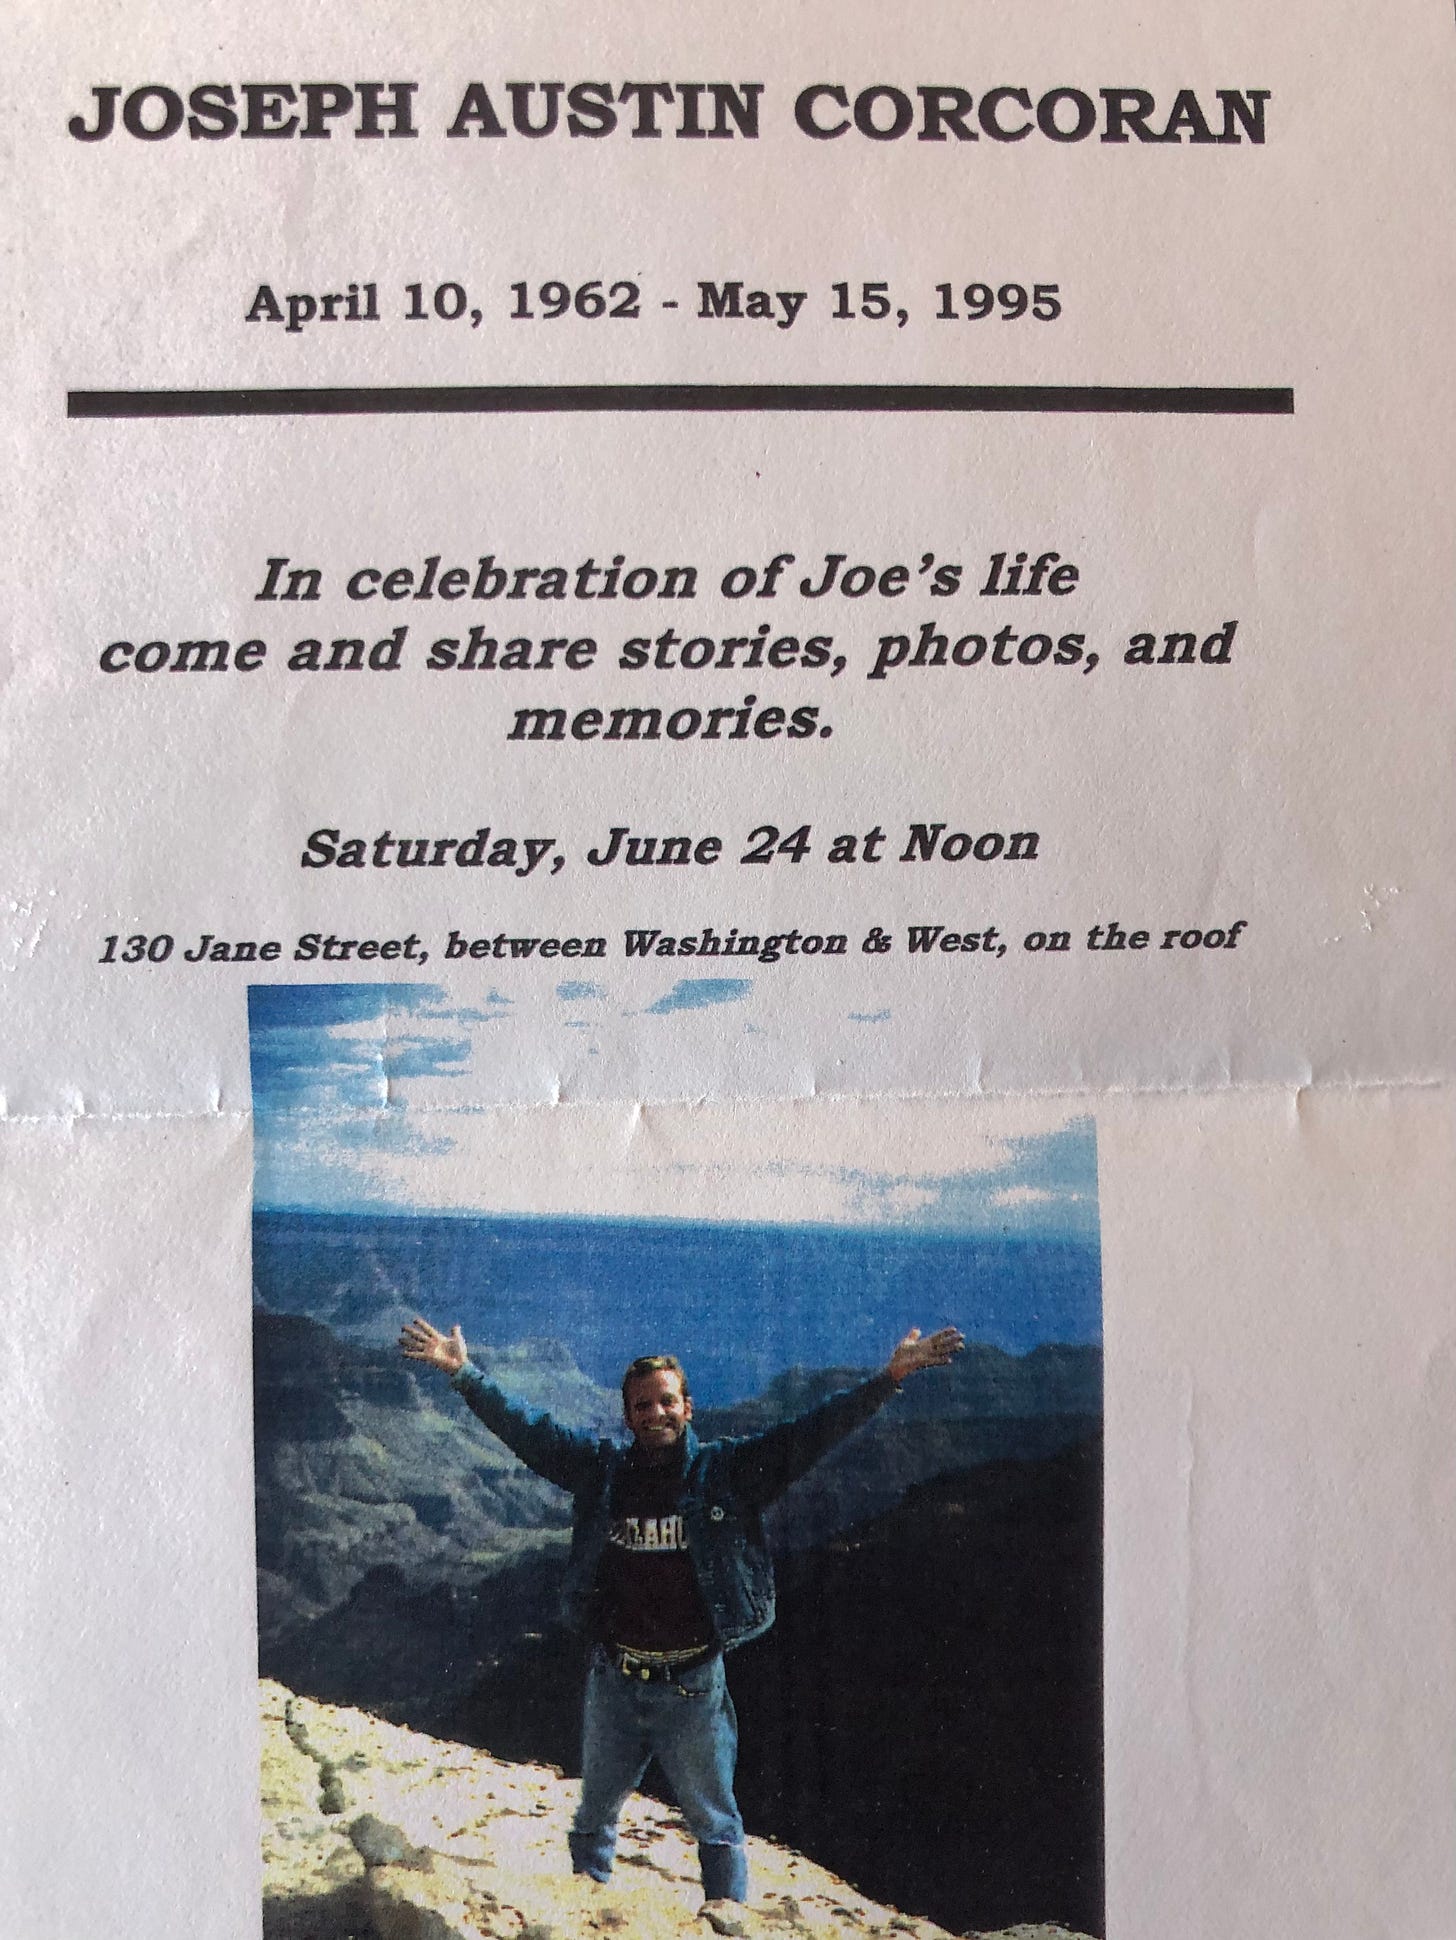 JOSEPH AUSTIN CORCORAN
April 10, 1962 - May 15, 1995
In celebration of Joe's life
come and share stories, photos, and
memories.
Saturday, June 24 at Noon
130 Jane Street, between Washington & West, on the roof